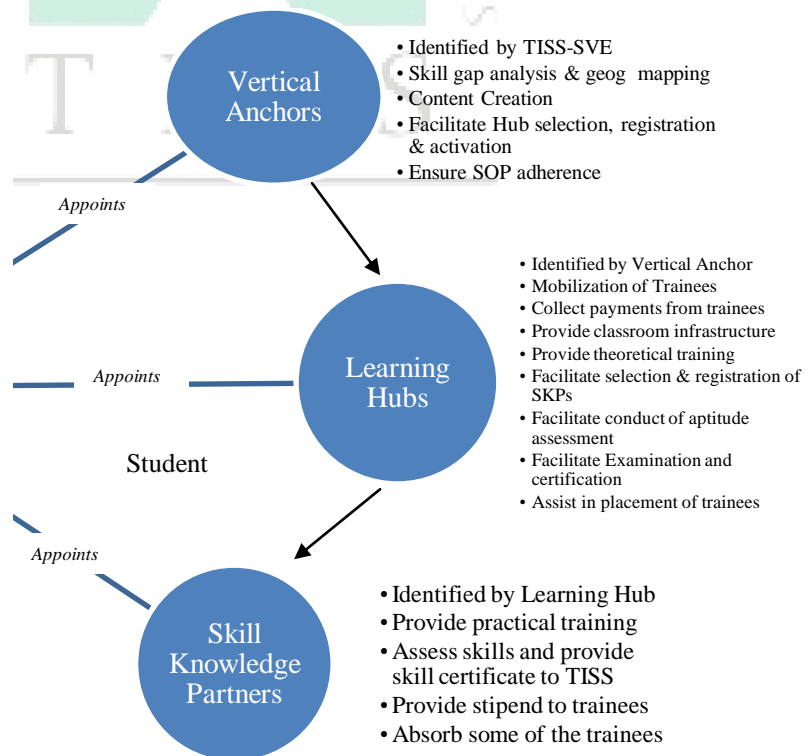 T I S S
Vertical
Anchors
• Identified by TISS-SVE
• Skill gap analysis & geog mapping
• Content Creation
• Facilitate Hub selection, registration
& activation
• Ensure SOP adherence
Appoints
Learning
Hubs
• Identified by Vertical Anchor
• Mobilization of Trainees
• Collect payments from trainees
• Provide classroom infrastructure
• Provide theoretical training
• Facilitate selection & registration of
SKPs
• Facilitate conduct of aptitude
assessment
• Facilitate Examination and
certification
• Assist in placement of trainees
Appoints
Student
Appoints
Skill
Knowledge
Partners
• Identified by Learning Hub
• Provide practical training
• Assess skills and provide
skill certificate to TISS
• Provide stipend to trainees
• Absorb some of the trainees